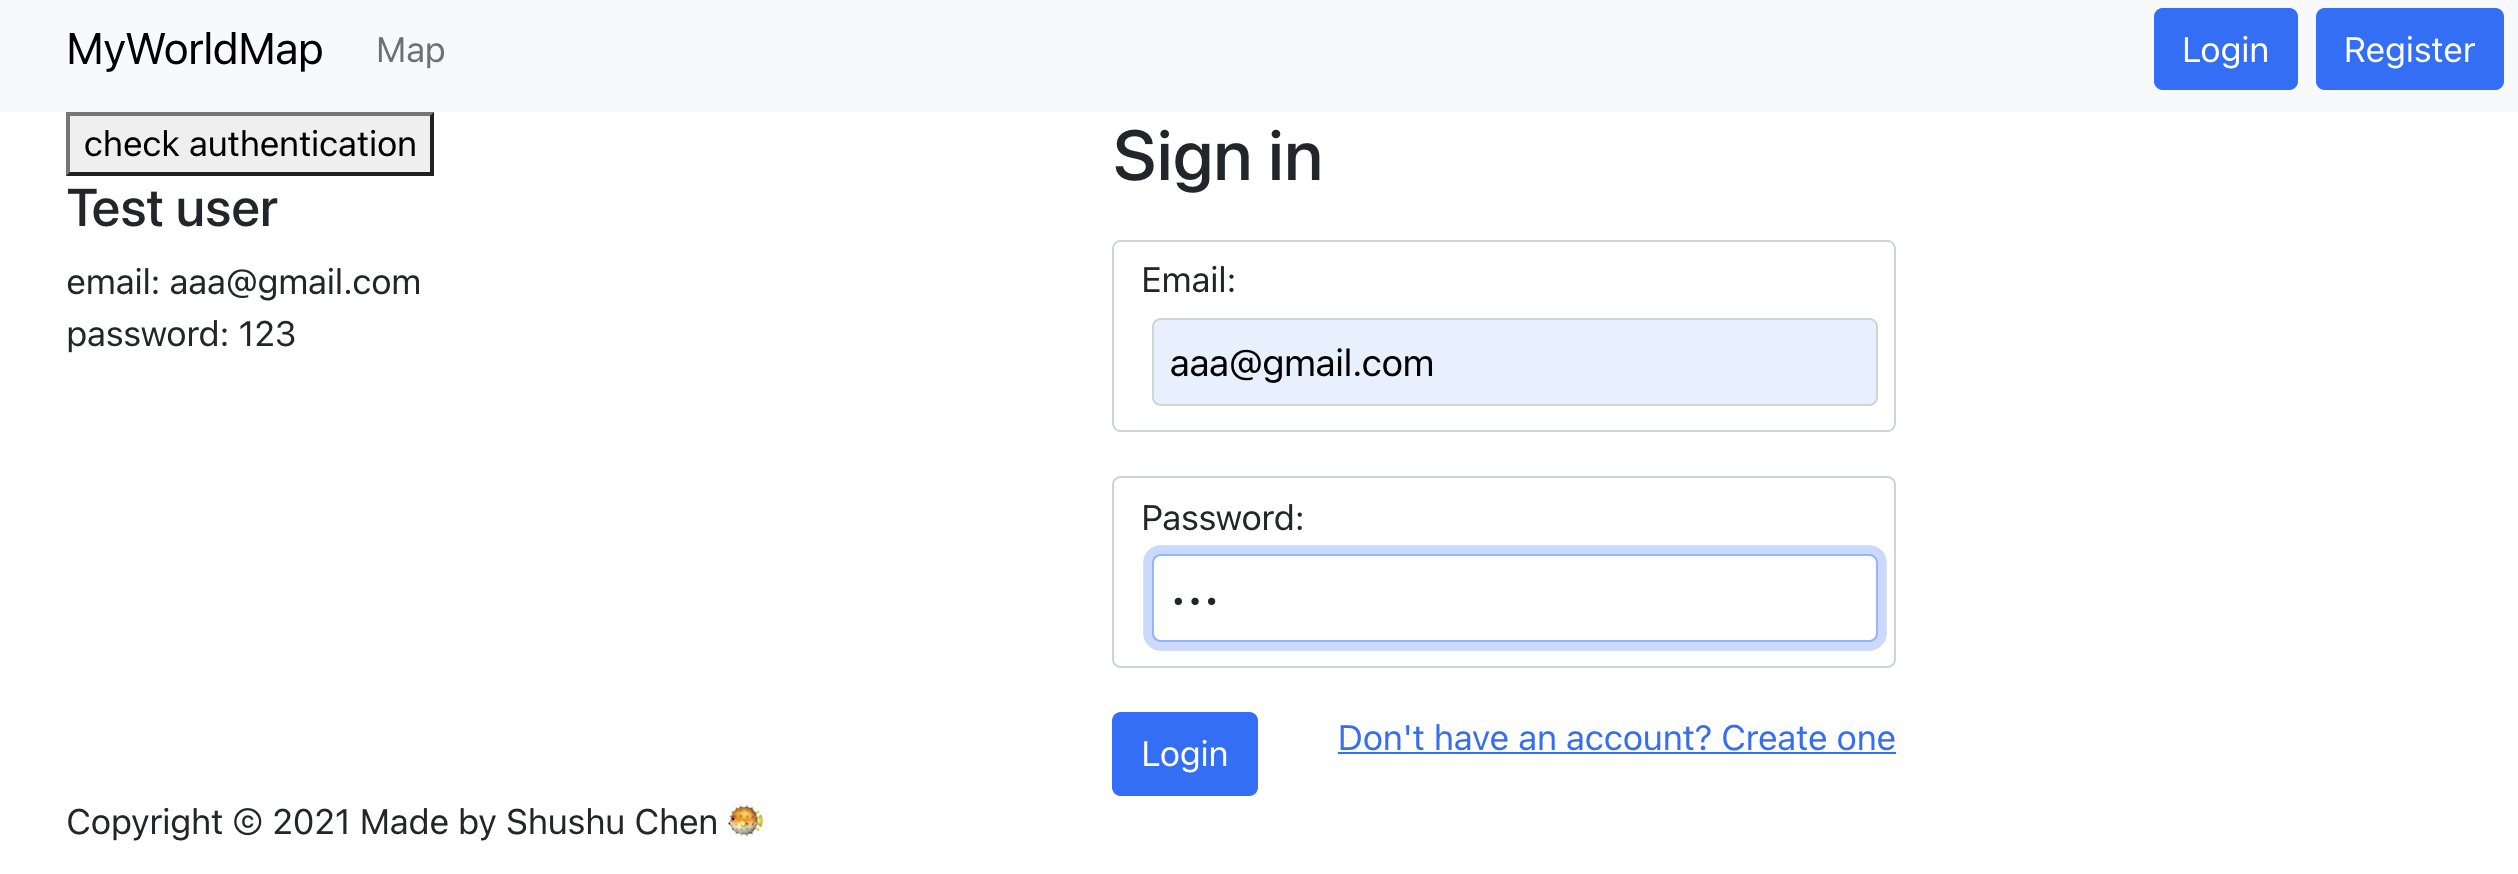 MyWorldMap Map Login Register
check authentication
Test user
email: aaa@gmail.com
password: 123
Sign in
Email:
aaa@gmail.com
Password:
•••
Login Don't have an account? Create one
Copyright © 2021 Made by Shushu Chen 🐡